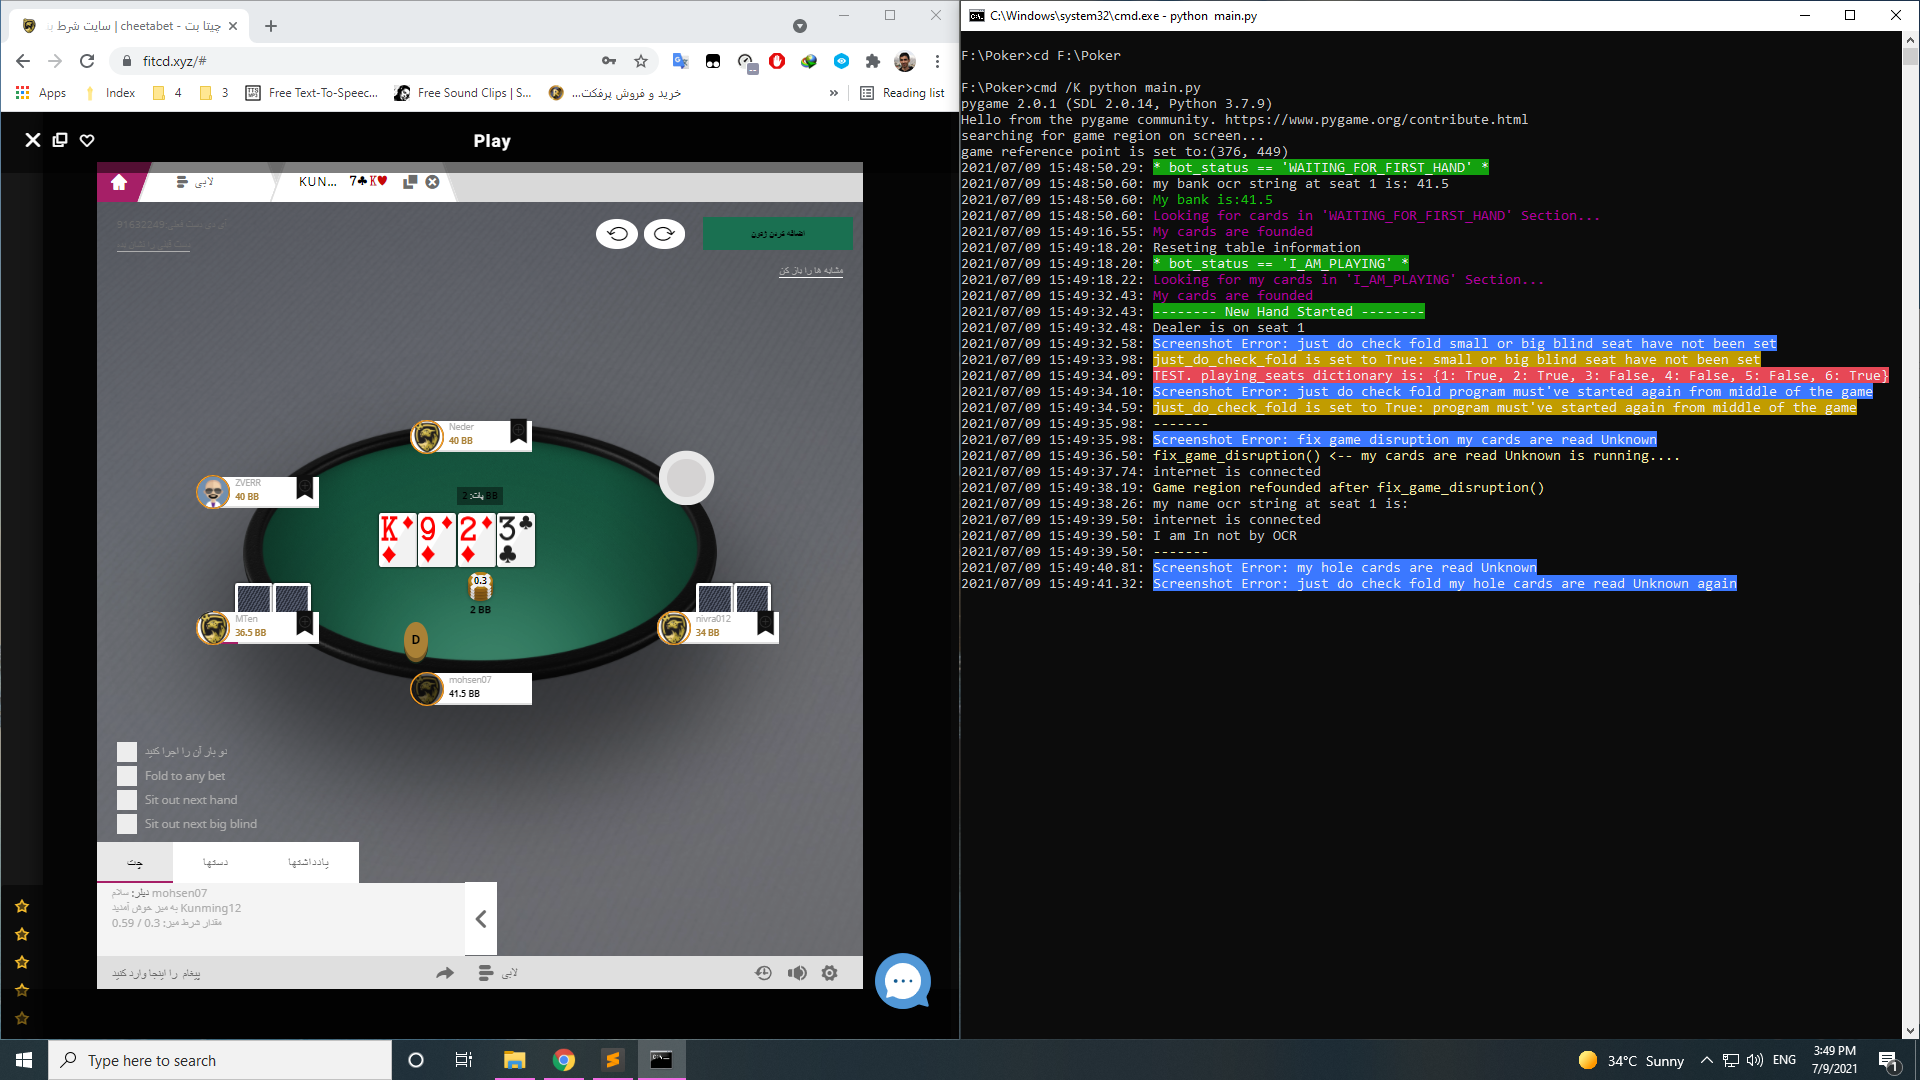 چیتا بت - cheetabet | سایت شرط ب
fitcd.xyz/#
Apps
Index
4
3
Free Text-To-Speec...
Free Sound Clips | S...
خرید و فروش پرفکت...
»
Reading list
Play
لابی
KUN... 7♣K♥
91632249
اضافه کردن ژتون
مشابه ها را باز کن
Neder
40 BB
ZVERR
40 BB
پات: 2 BB
K♦ 9♦ 2♦ 3♣
0.3
2 BB
MTen
36.5 BB
nivra012
34 BB
D
mohsen07
41.5 BB
دو بار آن را اجرا کنید
Fold to any bet
Sit out next hand
Sit out next big blind
چت
دستها
یادداشتها
دیلر: سلام mohsen07
به میز خوش آمدید Kunming12
مقدار شرط میز: 0.3 / 0.59
پیغام را اینجا وارد کنید
لابی
C:\Windows\system32\cmd.exe - python main.py
F:\Poker>cd F:\Poker
F:\Poker>cmd /K python main.py
pygame 2.0.1 (SDL 2.0.14, Python 3.7.9)
Hello from the pygame community. https://www.pygame.org/contribute.html
searching for game region on screen...
game reference point is set to:(376, 449)
2021/07/09 15:48:50.29: * bot_status == 'WAITING_FOR_FIRST_HAND' *
2021/07/09 15:48:50.60: my bank ocr string at seat 1 is: 41.5
2021/07/09 15:48:50.60: My bank is:41.5
2021/07/09 15:48:50.60: Looking for cards in 'WAITING_FOR_FIRST_HAND' Section...
2021/07/09 15:49:16.55: My cards are founded
2021/07/09 15:49:18.20: Reseting table information
2021/07/09 15:49:18.20: * bot_status == 'I_AM_PLAYING' *
2021/07/09 15:49:18.22: Looking for my cards in 'I_AM_PLAYING' Section...
2021/07/09 15:49:32.43: My cards are founded
2021/07/09 15:49:32.43: -------- New Hand Started --------
2021/07/09 15:49:32.48: Dealer is on seat 1
2021/07/09 15:49:32.58: Screenshot Error: just do check fold small or big blind seat have not been set
2021/07/09 15:49:33.98: just_do_check_fold is set to True: small or big blind seat have not been set
2021/07/09 15:49:34.09: TEST. playing_seats dictionary is: {1: True, 2: True, 3: False, 4: False, 5: False, 6: True}
2021/07/09 15:49:34.10: Screenshot Error: just do check fold program must've started again from middle of the game
2021/07/09 15:49:34.59: just_do_check_fold is set to True: program must've started again from middle of the game
2021/07/09 15:49:35.98: -------
2021/07/09 15:49:35.98: Screenshot Error: fix game disruption my cards are read Unknown
2021/07/09 15:49:36.50: fix_game_disruption() <-- my cards are read Unknown is running....
2021/07/09 15:49:37.74: internet is connected
2021/07/09 15:49:38.19: Game region refounded after fix_game_disruption()
2021/07/09 15:49:38.26: my name ocr string at seat 1 is:
2021/07/09 15:49:39.50: internet is connected
2021/07/09 15:49:39.50: I am In not by OCR
2021/07/09 15:49:39.50: -------
2021/07/09 15:49:40.81: Screenshot Error: my hole cards are read Unknown
2021/07/09 15:49:41.32: Screenshot Error: just do check fold my hole cards are read Unknown again
Type here to search
34°C Sunny
ENG
3:49 PM
7/9/2021
1